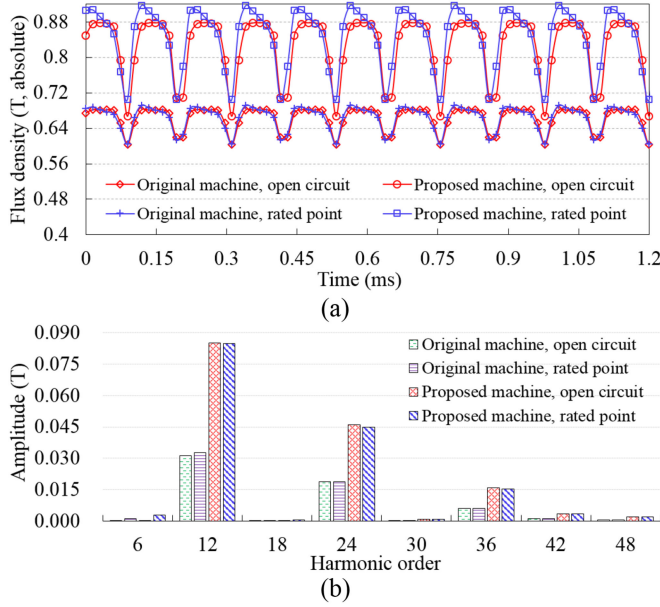 Flux density (T, absolute)
0.88
0.8
0.72
0.64
0.56
0.48
0.4
Original machine, open circuit
Proposed machine, open circuit
Original machine, rated point
Proposed machine, rated point
0 0.15 0.3 0.45 0.6 0.75 0.9 1.05 1.2
Time (ms)
(a)
Amplitude (T)
0.090
0.075
0.060
0.045
0.030
0.015
0.000
Original machine, open circuit
Original machine, rated point
Proposed machine, open circuit
Proposed machine, rated point
6 12 18 24 30 36 42 48
Harmonic order
(b)